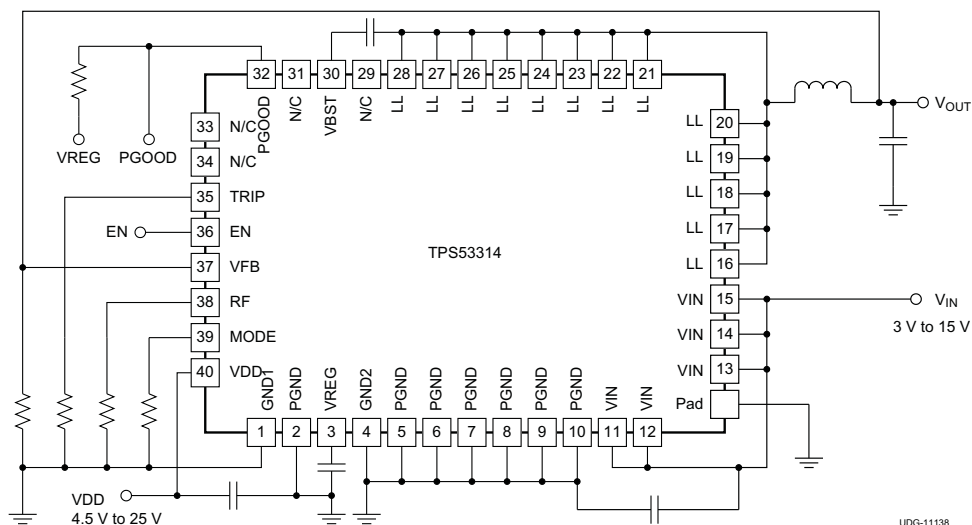 32 31 30 29 28 27 26 25 24 23 22 21
PGOOD N/C VBST N/C LL LL LL LL LL LL LL LL
VREG PGOOD
33 N/C
34 N/C
35 TRIP
EN 36 EN
37 VFB
38 RF
39 MODE
40 VDD
TPS53314
LL 20
LL 19
LL 18
LL 17
LL 16
VIN 15
VIN 14
VIN 13
Pad
VOUT
VIN
3 V to 15 V
GND1 PGND VREG GND2 PGND PGND PGND PGND PGND PGND VIN VIN
1 2 3 4 5 6 7 8 9 10 11 12
VDD
4.5 V to 25 V
UDG-11138